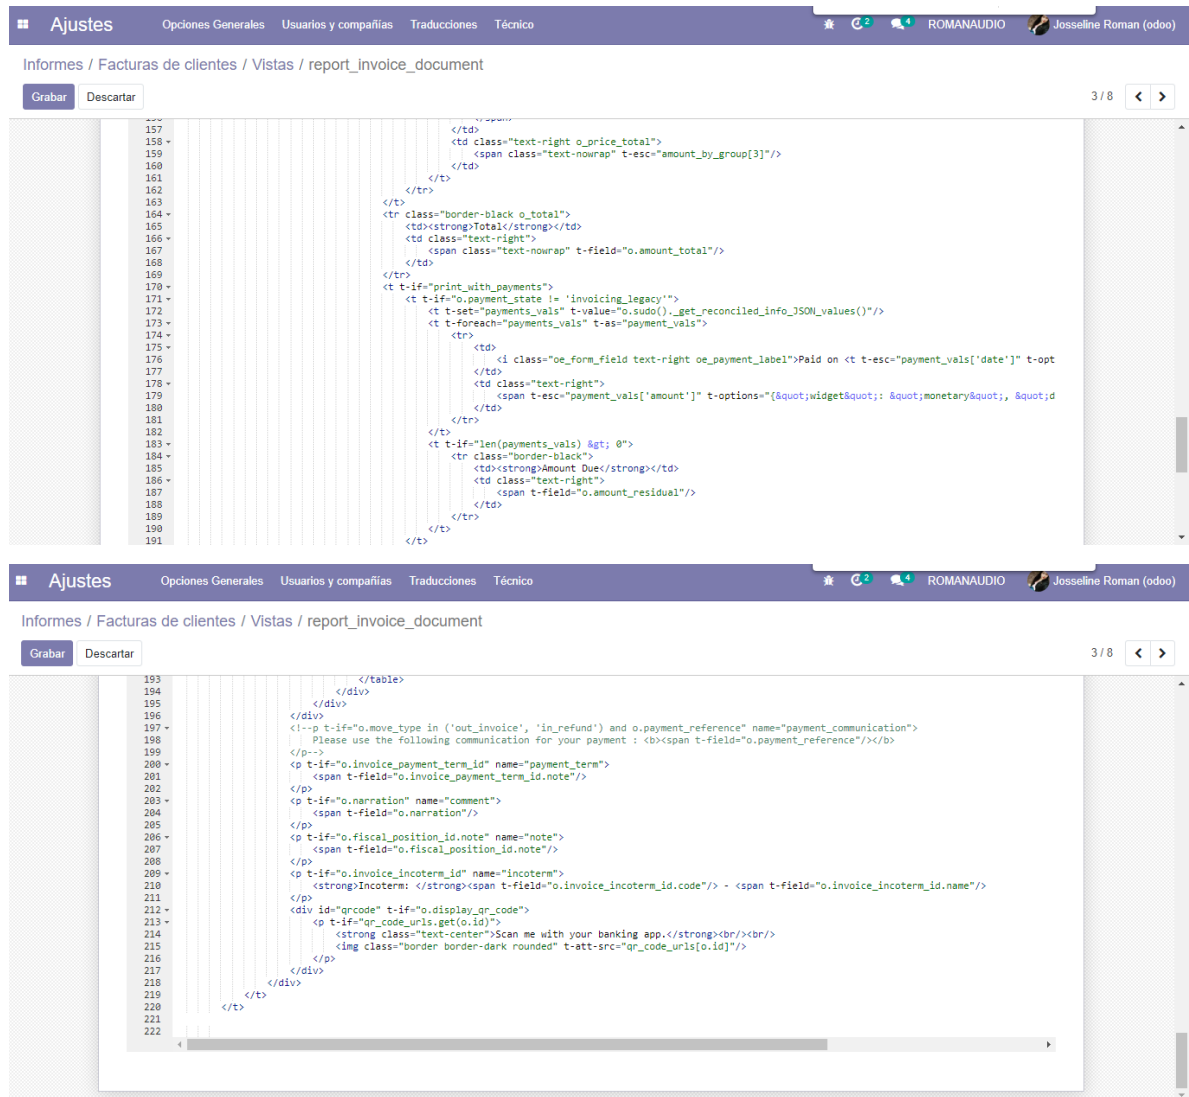 Ajustes Opciones Generales Usuarios y compañías Traducciones Técnico 2 4 ROMANAUDIO Josseline Roman (odoo)
Informes / Facturas de clientes / Vistas / report_invoice_document
Grabar Descartar 3 / 8
157 </td>
158 <td class="text-right o_price_total">
159 <span class="text-nowrap" t-esc="amount_by_group[3]"/>
160 </td>
161 </t>
162 </tr>
163 </t>
164 <tr class="border-black o_total">
165 <td><strong>Total</strong></td>
166 <td class="text-right">
167 <span class="text-nowrap" t-field="o.amount_total"/>
168 </td>
169 </tr>
170 <t t-if="print_with_payments">
171 <t t-if="o.payment_state != 'invoicing_legacy'">
172 <t t-set="payments_vals" t-value="o.sudo()._get_reconciled_info_JSON_values()"/>
173 <t t-foreach="payments_vals" t-as="payment_vals">
174 <tr>
175 <td>
176 <i class="oe_form_field text-right oe_payment_label">Paid on <t t-esc="payment_vals['date']" t-opt
177 </td>
178 <td class="text-right">
179 <span t-esc="payment_vals['amount']" t-options="{&quot;widget&quot;: &quot;monetary&quot;, &quot;d
180 </td>
181 </tr>
182 </t>
183 <t t-if="len(payments_vals) &gt; 0">
184 <tr class="border-black">
185 <td><strong>Amount Due</strong></td>
186 <td class="text-right">
187 <span t-field="o.amount_residual"/>
188 </td>
189 </tr>
190 </t>
191 </t>
Ajustes Opciones Generales Usuarios y compañías Traducciones Técnico 2 4 ROMANAUDIO Josseline Roman (odoo)
Informes / Facturas de clientes / Vistas / report_invoice_document
Grabar Descartar 3 / 8
193 </table>
194 </div>
195 </div>
196 </div>
197 <!--p t-if="o.move_type in ('out_invoice', 'in_refund') and o.payment_reference" name="payment_communication">
198 Please use the following communication for your payment : <b><span t-field="o.payment_reference"/></b>
199 </p-->
200 <p t-if="o.invoice_payment_term_id" name="payment_term">
201 <span t-field="o.invoice_payment_term_id.note"/>
202 </p>
203 <p t-if="o.narration" name="comment">
204 <span t-field="o.narration"/>
205 </p>
206 <p t-if="o.fiscal_position_id.note" name="note">
207 <span t-field="o.fiscal_position_id.note"/>
208 </p>
209 <p t-if="o.invoice_incoterm_id" name="incoterm">
210 <strong>Incoterm: </strong><span t-field="o.invoice_incoterm_id.code"/> - <span t-field="o.invoice_incoterm_id.name"/>
211 </p>
212 <div id="qrcode" t-if="o.display_qr_code">
213 <p t-if="qr_code_urls.get(o.id)">
214 <strong class="text-center">Scan me with your banking app.</strong><br/><br/>
215 <img class="border border-dark rounded" t-att-src="qr_code_urls[o.id]"/>
216 </p>
217 </div>
218 </div>
219 </t>
220 </t>
221
222